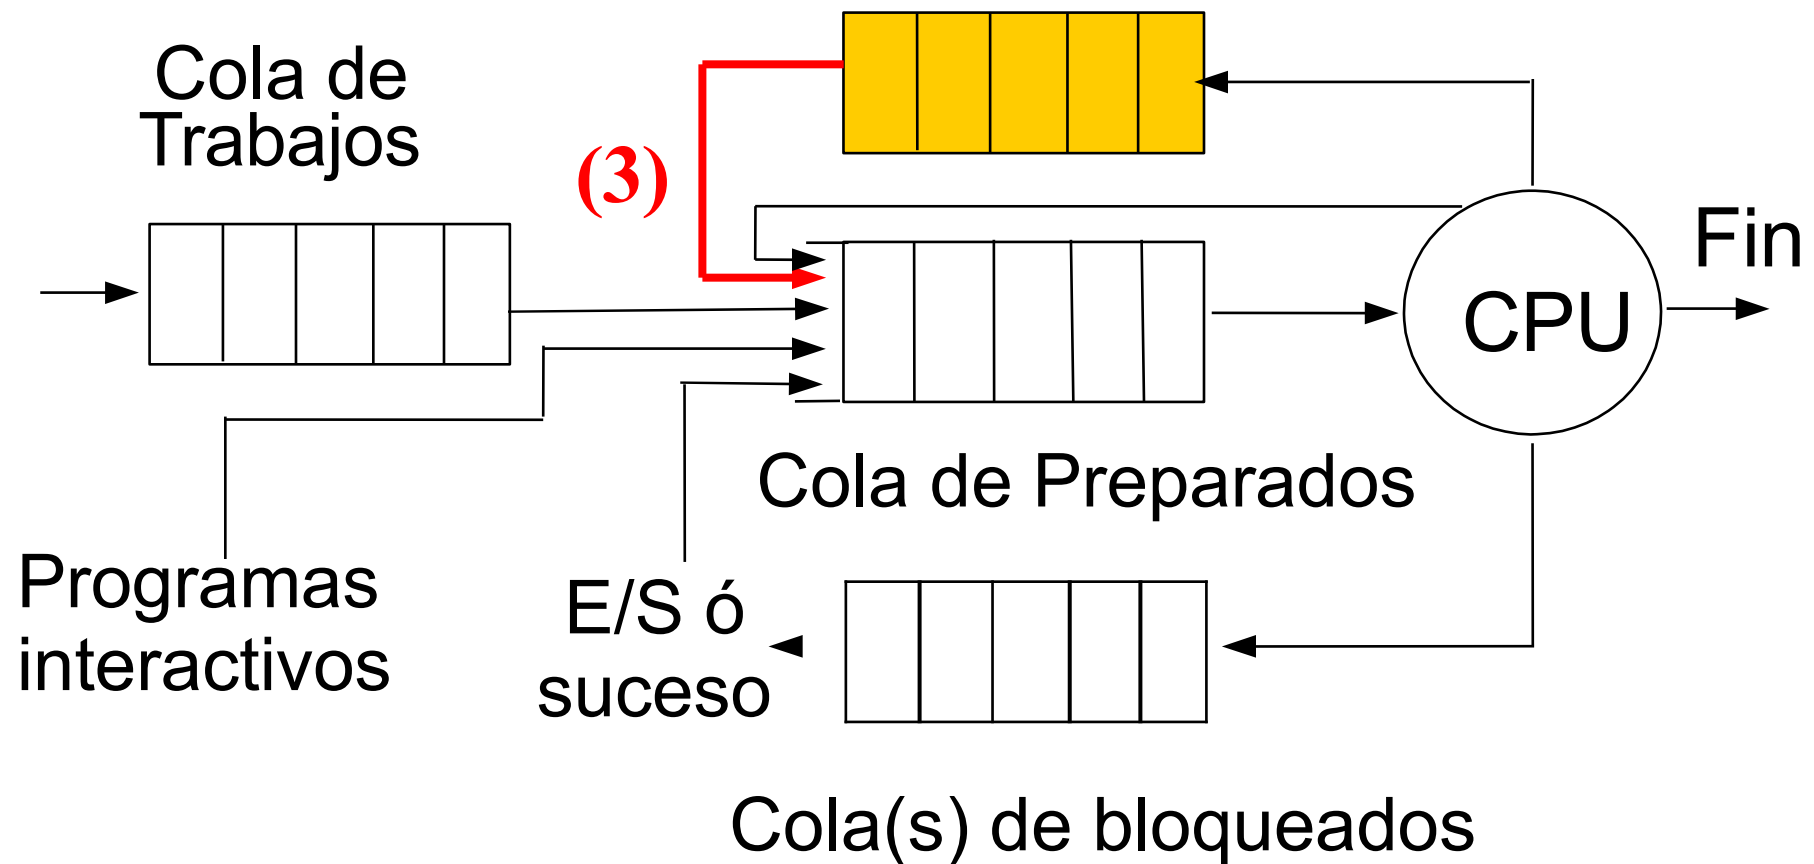 Cola de
Trabajos
(3)
Fin
CPU
Cola de Preparados
Programas
interactivos
E/S ó
suceso
Cola(s) de bloqueados